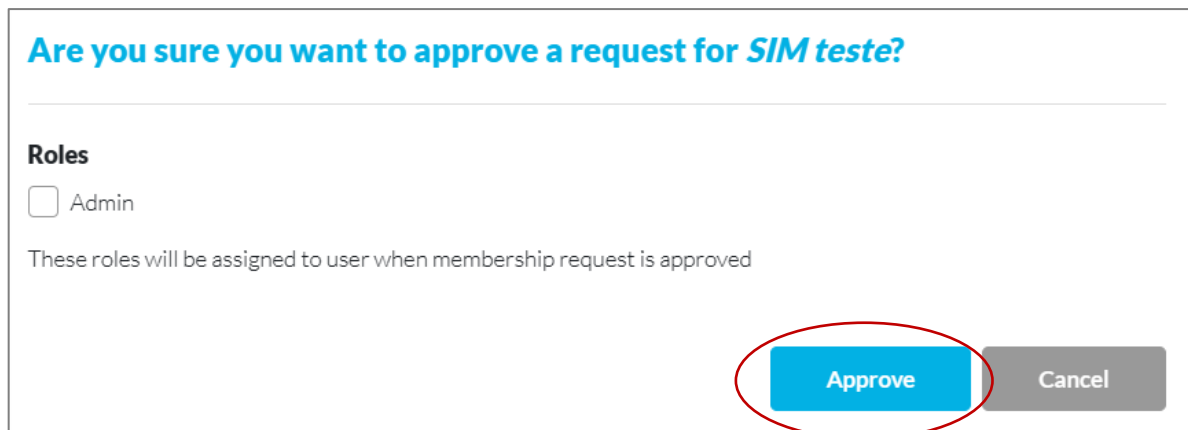 Are you sure you want to approve a request for SIM teste?
Roles
Admin
These roles will be assigned to user when membership request is approved
Approve
Cancel